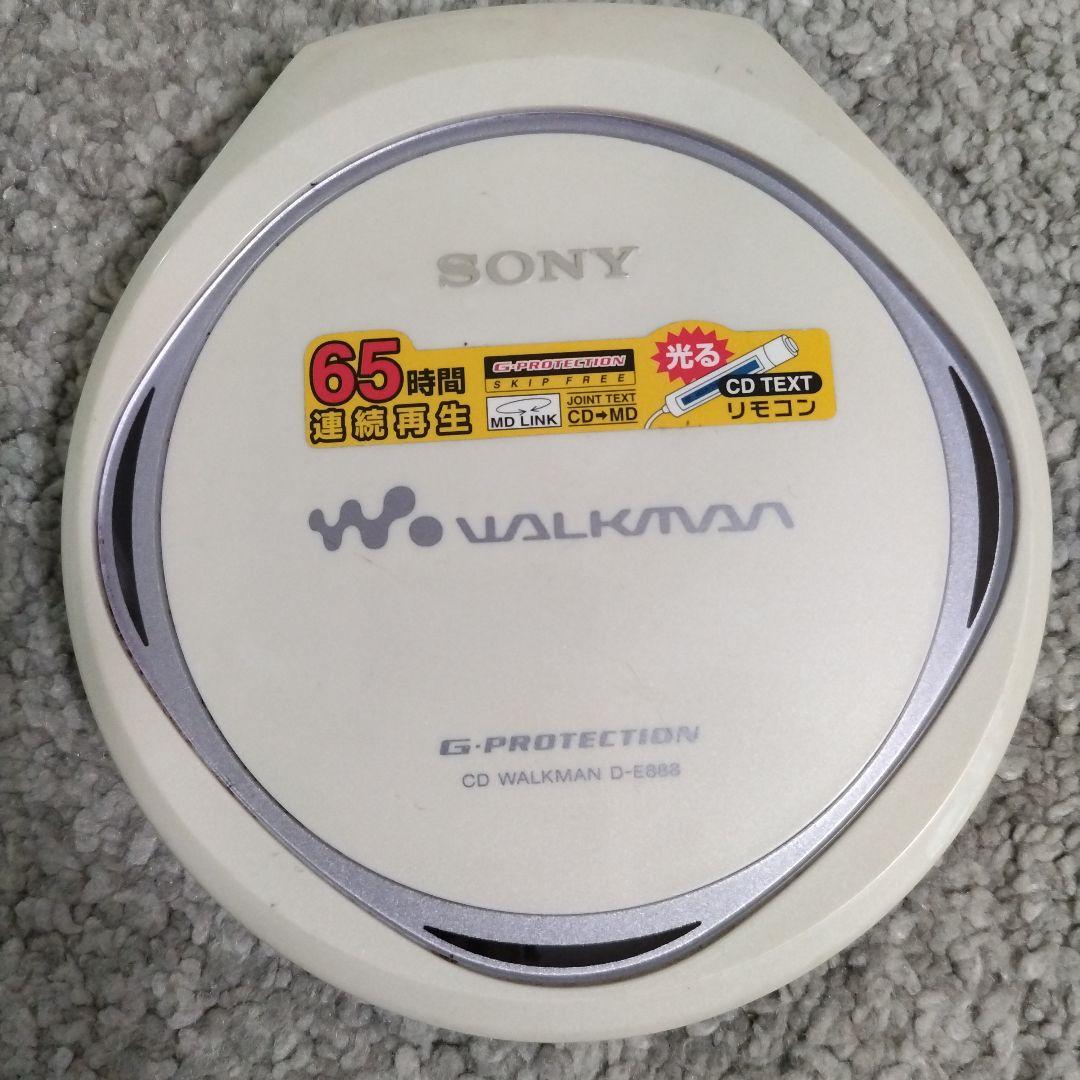 SONY
65時間
連続再生
G-PROTECTION
SKIP FREE
MD LINK
JOINT TEXT
CD→MD
光る
CD TEXT
リモコン
WALKMAN
G-PROTECTION
CD WALKMAN D-E888